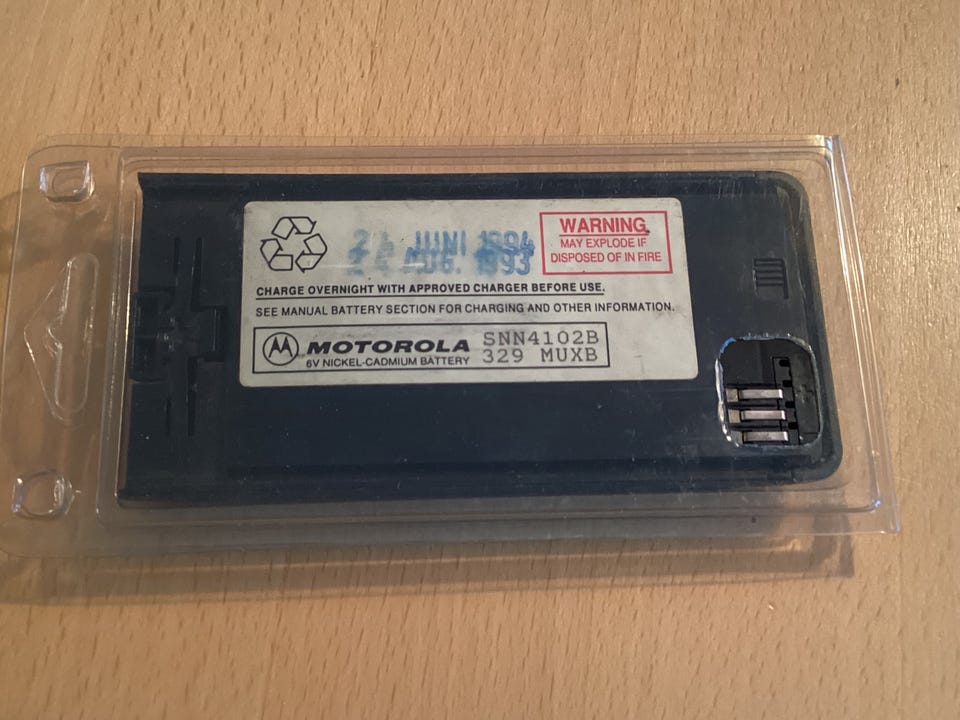 JUNI 1994
AUG. 1993
WARNING
MAY EXPLODE IF
DISPOSED OF IN FIRE
CHARGE OVERNIGHT WITH APPROVED CHARGER BEFORE USE.
SEE MANUAL BATTERY SECTION FOR CHARGING AND OTHER INFORMATION.
MOTOROLA SNN4102B
6V NICKEL-CADMIUM BATTERY 329 MUXB